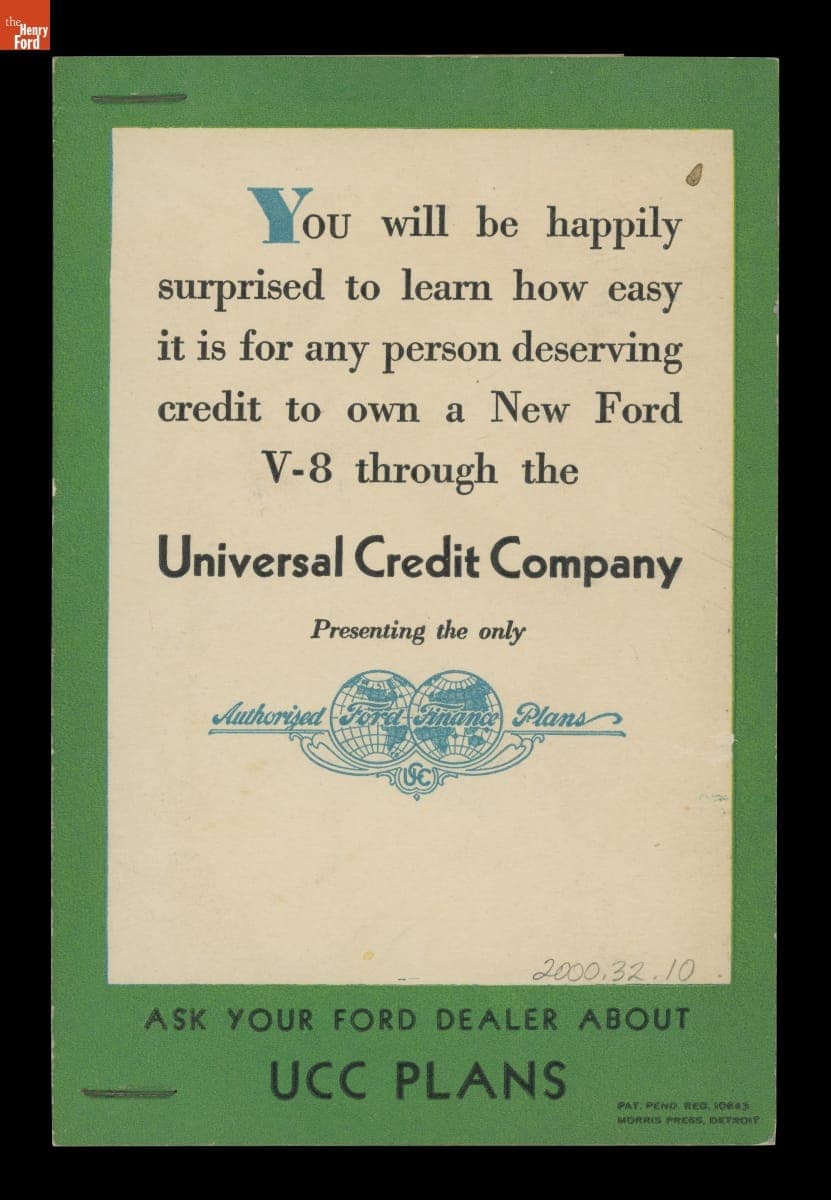 the
Henry
Ford
You will be happily
surprised to learn how easy
it is for any person deserving
credit to own a New Ford
V-8 through the
Universal Credit Company
Presenting the only
Authorized Ford Finance Plans
UCC
2000.32.10
ASK YOUR FORD DEALER ABOUT
UCC PLANS
PAT. PEND. REG. 10643
MORRIS PRESS, DETROIT